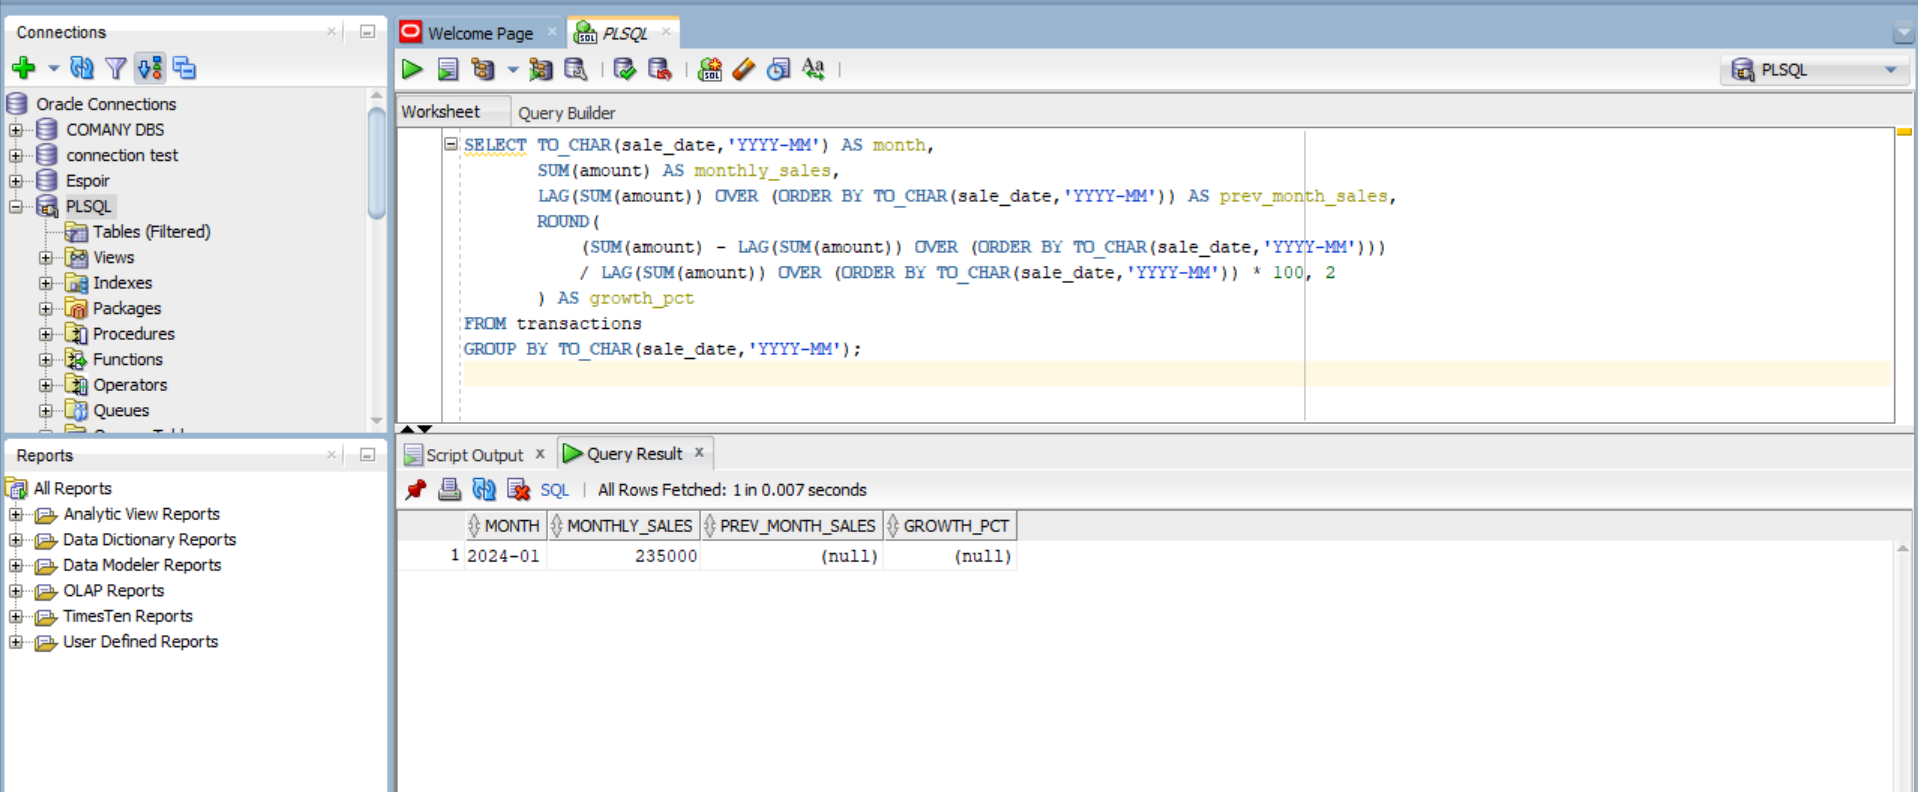 Connections
Oracle Connections
COMANY DBS
connection test
Espoir
PLSQL
Tables (Filtered)
Views
Indexes
Packages
Procedures
Functions
Operators
Queues
Reports
All Reports
Analytic View Reports
Data Dictionary Reports
Data Modeler Reports
OLAP Reports
TimesTen Reports
User Defined Reports
Welcome Page
PLSQL
PLSQL
Worksheet Query Builder
SELECT TO_CHAR(sale_date,'YYYY-MM') AS month,
SUM(amount) AS monthly_sales,
LAG(SUM(amount)) OVER (ORDER BY TO_CHAR(sale_date,'YYYY-MM')) AS prev_month_sales,
ROUND(
(SUM(amount) - LAG(SUM(amount)) OVER (ORDER BY TO_CHAR(sale_date,'YYYY-MM')))
/ LAG(SUM(amount)) OVER (ORDER BY TO_CHAR(sale_date,'YYYY-MM')) * 100, 2
) AS growth_pct
FROM transactions
GROUP BY TO_CHAR(sale_date,'YYYY-MM');
Script Output x Query Result x
SQL | All Rows Fetched: 1 in 0.007 seconds
MONTH MONTHLY_SALES PREV_MONTH_SALES GROWTH_PCT
1 2024-01 235000 (null) (null)